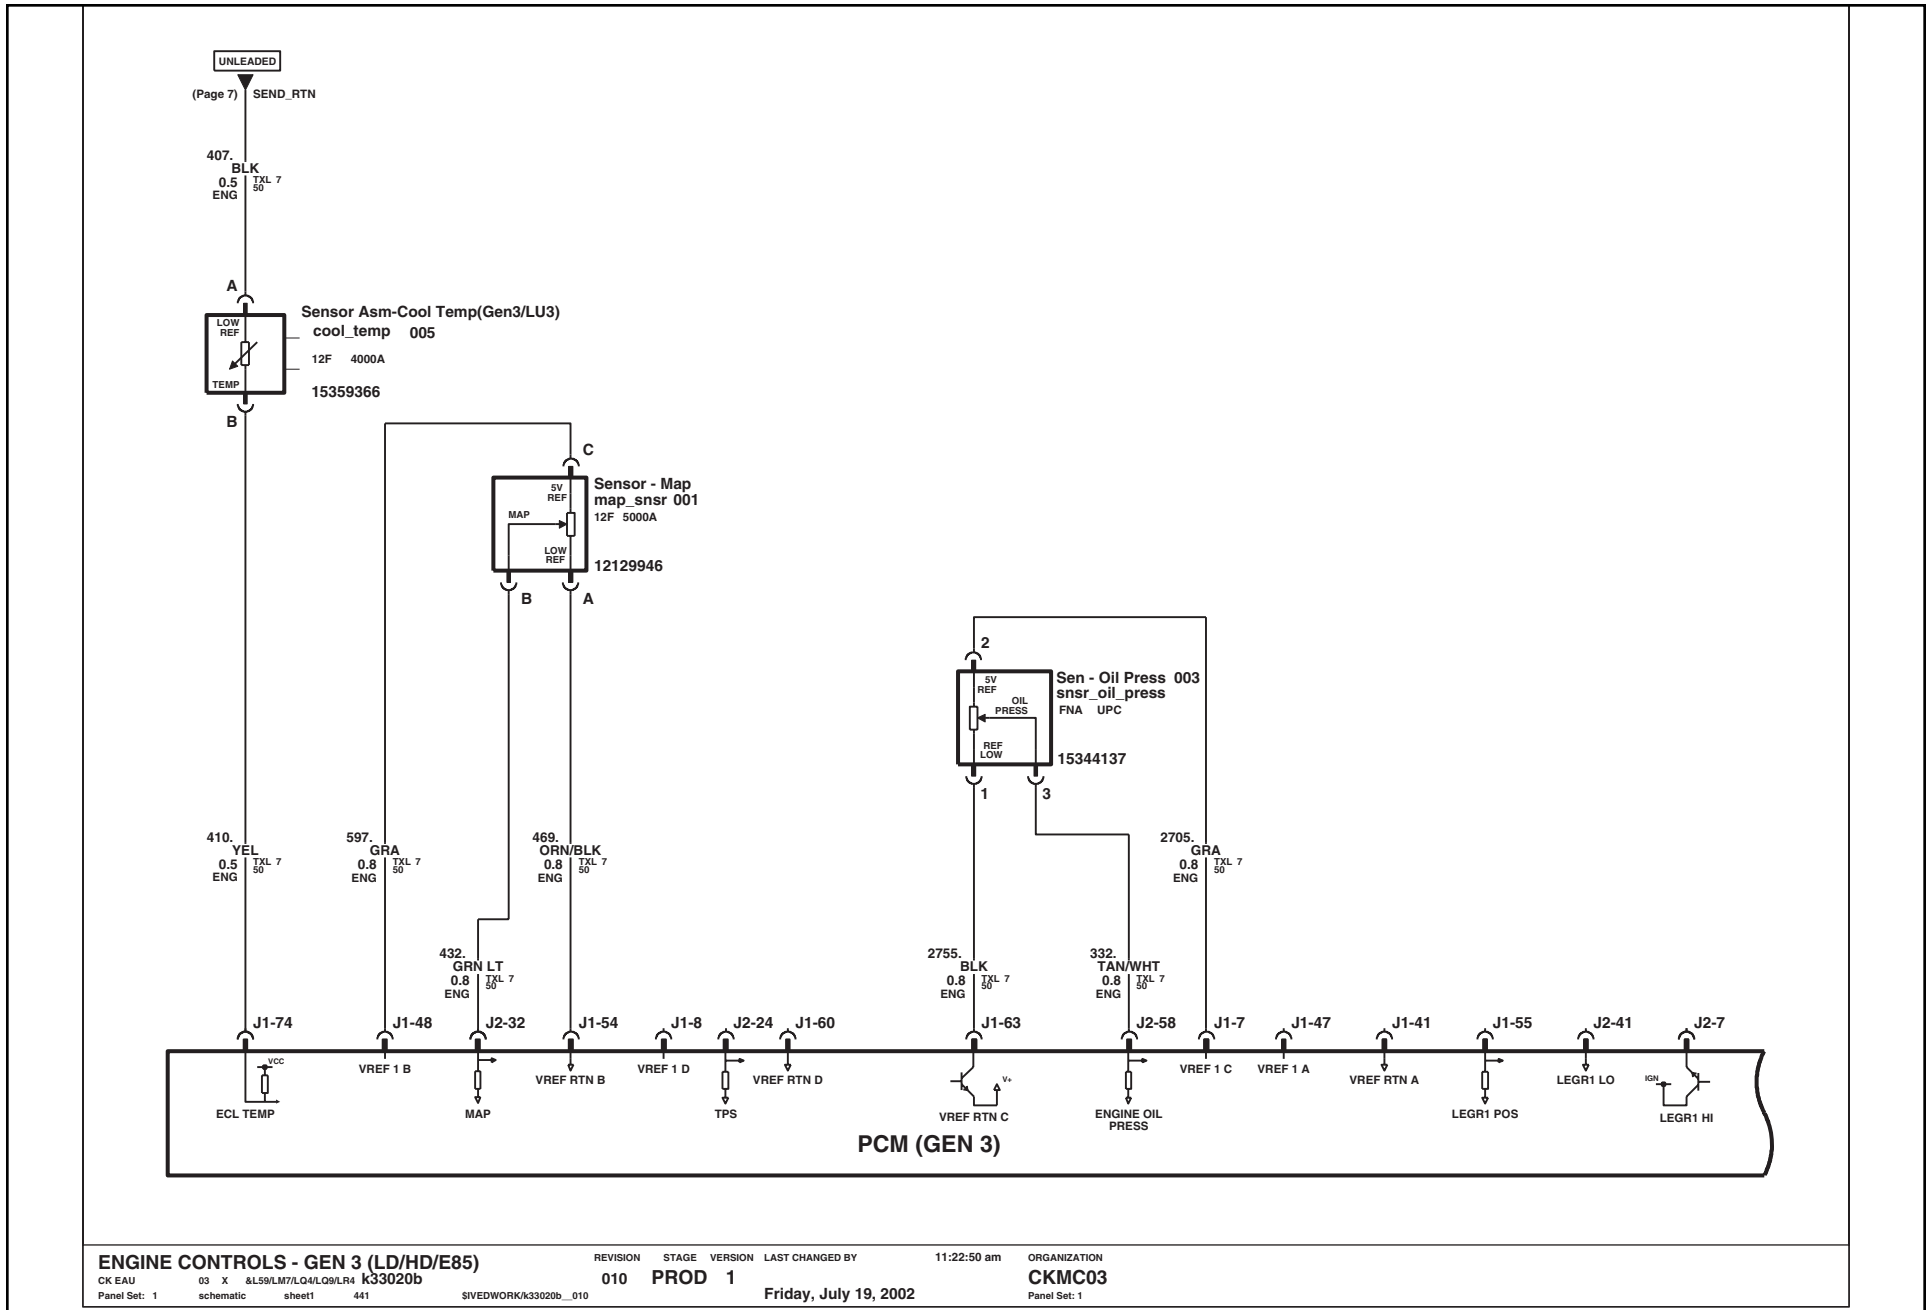 UNLEADED
(Page 7) SEND_RTN
407.
BLK
0.5 TXL 7
50
ENG
A
LOW
REF
TEMP
B
Sensor Asm-Cool Temp(Gen3/LU3)
cool_temp 005
12F 4000A
15359366
C
5V
REF
MAP
LOW
REF
Sensor - Map
map_snsr 001
12F 5000A
12129946
B A
2
5V
REF
OIL
PRESS
REF
LOW
Sen - Oil Press 003
snsr_oil_press
FNA UPC
15344137
1 3
410.
YEL
0.5 TXL 7
50
ENG
597.
GRA
0.8 TXL 7
50
ENG
469.
ORN/BLK
0.8 TXL 7
50
ENG
2705.
GRA
0.8 TXL 7
50
ENG
432.
GRN LT
0.8 TXL 7
50
ENG
2755.
BLK
0.8 TXL 7
50
ENG
332.
TAN/WHT
0.8 TXL 7
50
ENG
J1-74 J1-48 J2-32 J1-54 J1-8 J2-24 J1-60 J1-63 J2-58 J1-7 J1-47 J1-41 J1-55 J2-41 J2-7
VCC
ECL TEMP
VREF 1 B
MAP
VREF RTN B
VREF 1 D
TPS
VREF RTN D
V+
VREF RTN C
ENGINE OIL
PRESS
VREF 1 C
VREF 1 A
VREF RTN A
LEGR1 POS
LEGR1 LO
IGN
LEGR1 HI
PCM (GEN 3)
ENGINE CONTROLS - GEN 3 (LD/HD/E85)
CK EAU 03 X &L59/LM7/LQ4/LQ9/LR4 k33020b
Panel Set: 1 schematic sheet1 441 $IVEDWORK/k33020b__010
REVISION STAGE VERSION LAST CHANGED BY 11:22:50 am
010 PROD 1
Friday, July 19, 2002
ORGANIZATION
CKMC03
Panel Set: 1